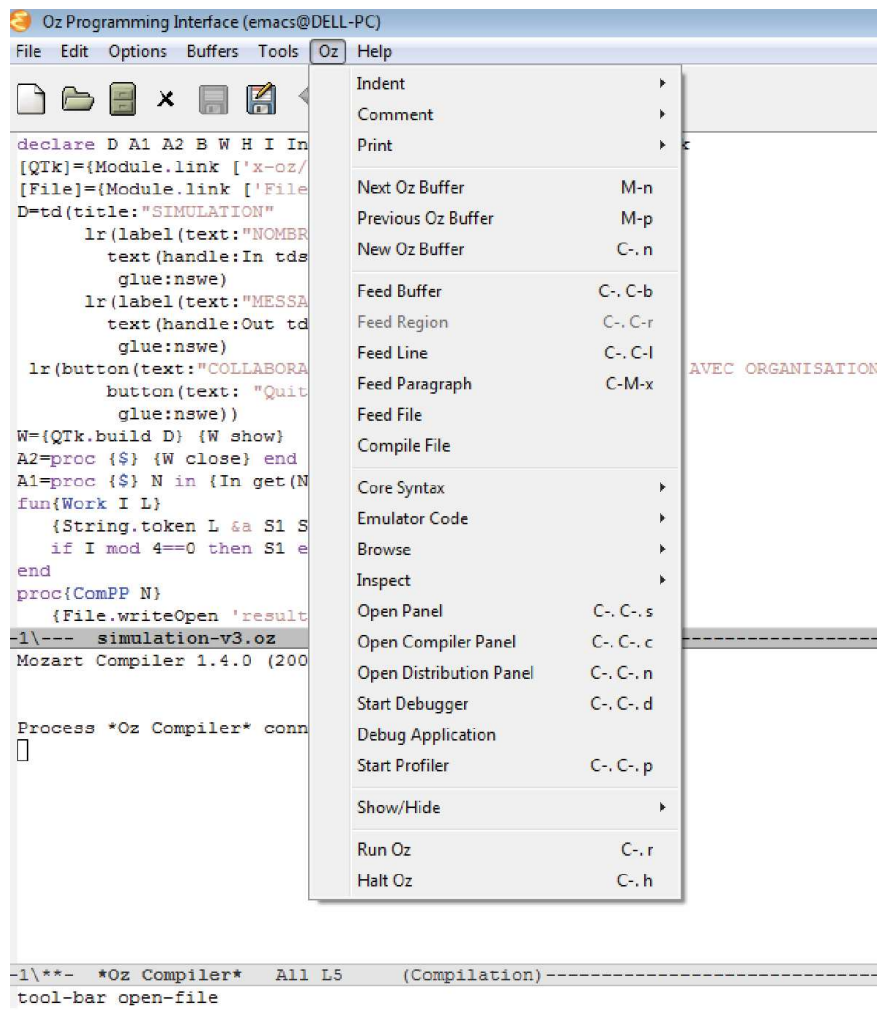 Oz Programming Interface (emacs@DELL-PC)
File Edit Options Buffers Tools Oz Help
Indent
Comment
Print
Next Oz Buffer M-n
Previous Oz Buffer M-p
New Oz Buffer C-. n
Feed Buffer C-. C-b
Feed Region C-. C-r
Feed Line C-. C-l
Feed Paragraph C-M-x
Feed File
Compile File
Core Syntax
Emulator Code
Browse
Inspect
Open Panel C-. C-. s
Open Compiler Panel C-. C-. c
Open Distribution Panel C-. C-. n
Start Debugger C-. C-. d
Debug Application
Start Profiler C-. C-. p
Show/Hide
Run Oz C-. r
Halt Oz C-. h
declare D A1 A2 B W H I In
[QTk]={Module.link ['x-oz/
[File]={Module.link ['File
D=td(title:"SIMULATION"
lr(label(text:"NOMBR
text(handle:In tds
glue:nswe)
lr(label(text:"MESSA
text(handle:Out td
glue:nswe)
lr(button(text:"COLLABORA AVEC ORGANISATION
button(text: "Quit
glue:nswe))
W={QTk.build D} {W show}
A2=proc {$} {W close} end
A1=proc {$} N in {In get(N
fun{Work I L}
{String.token L &a S1 S
if I mod 4==0 then S1 e
end
proc{ComPP N}
{File.writeOpen 'result
-1\--- simulation-v3.oz
Mozart Compiler 1.4.0 (200
Process *Oz Compiler* conn
-1\**- *Oz Compiler* All L5 (Compilation)--------------------------
tool-bar open-file